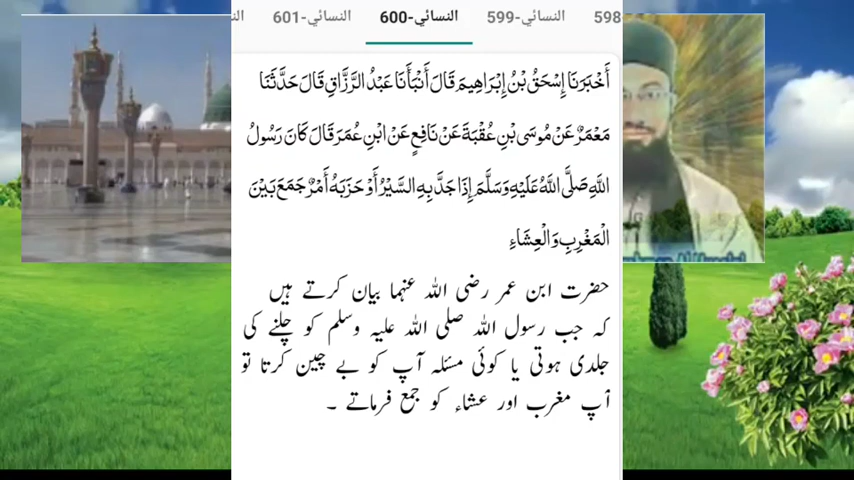 598
النسائي-599
النسائي-600
النسائي-601
أَخْبَرَنَا إِسْحَقُ بْنُ إِبْرَاهِيمَ قَالَ أَنْبَأَنَا عَبْدُ الرَّزَّاقِ قَالَ حَدَّثَنَا
مَعْمَرٌ عَنْ مُوسَى بْنِ عُقْبَةَ عَنْ نَافِعٍ عَنْ ابْنِ عُمَرَ قَالَ كَانَ رَسُولُ
اللَّهِ صَلَّى اللَّهُ عَلَيْهِ وَسَلَّمَ إِذَا جَدَّ بِهِ السَّيْرُ أَوْ حَزَبَهُ أَمْرٌ جَمَعَ بَيْنَ
الْمَغْرِبِ وَالْعِشَاءِ
حضرت ابن عمر رضی اللہ عنہما بیان کرتے ہیں
کہ جب رسول اللہ صلی اللہ علیہ وسلم کو چلنے کی
جلدی ہوتی یا کوئی مسئلہ آپ کو بے چین کرتا تو
آپ مغرب اور عشاء کو جمع فرماتے ۔